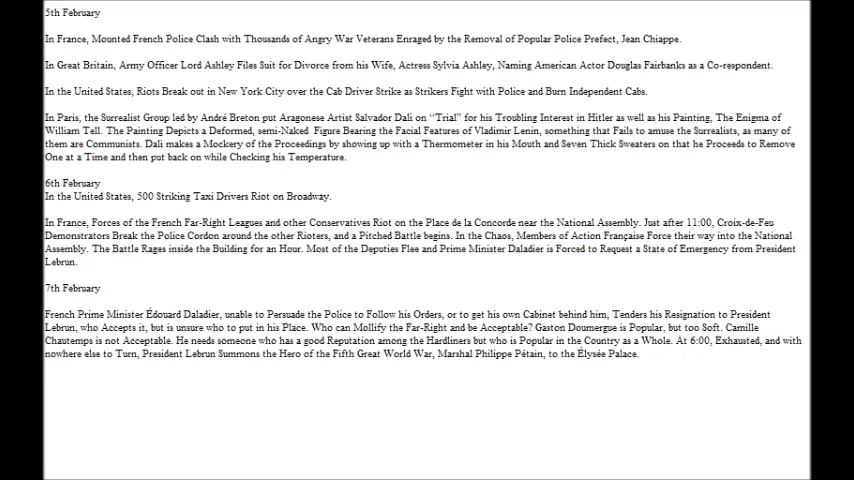 5th February
In France, Mounted French Police Clash with Thousands of Angry War Veterans Enraged by the Removal of Popular Police Prefect, Jean Chiappe.
In Great Britain, Army Officer Lord Ashley Files Suit for Divorce from his Wife, Actress Sylvia Ashley, Naming American Actor Douglas Fairbanks as a Co-respondent.
In the United States, Riots Break out in New York City over the Cab Driver Strike as Strikers Fight with Police and Burn Independent Cabs.
In Paris, the Surrealist Group led by André Breton put Aragonese Artist Salvador Dali on “Trial” for his Troubling Interest in Hitler as well as his Painting, The Enigma of
William Tell. The Painting Depicts a Deformed, semi-Naked Figure Bearing the Facial Features of Vladimir Lenin, something that Fails to amuse the Surrealists, as many of
them are Communists. Dali makes a Mockery of the Proceedings by showing up with a Thermometer in his Mouth and Seven Thick Sweaters on that he Proceeds to Remove
One at a Time and then put back on while Checking his Temperature.
6th February
In the United States, 500 Striking Taxi Drivers Riot on Broadway.
In France, Forces of the French Far-Right Leagues and other Conservatives Riot on the Place de la Concorde near the National Assembly. Just after 11:00, Croix-de-Feu
Demonstrators Break the Police Cordon around the other Rioters, and a Pitched Battle begins. In the Chaos, Members of Action Française Force their way into the National
Assembly. The Battle Rages inside the Building for an Hour. Most of the Deputies Flee and Prime Minister Daladier is Forced to Request a State of Emergency from President
Lebrun.
7th February
French Prime Minister Édouard Daladier, unable to Persuade the Police to Follow his Orders, or to get his own Cabinet behind him, Tenders his Resignation to President
Lebrun, who Accepts it, but is unsure who to put in his Place. Who can Mollify the Far-Right and be Acceptable? Gaston Doumergue is Popular, but too Soft. Camille
Chautemps is not Acceptable. He needs someone who has a good Reputation among the Hardliners but who is Popular in the Country as a Whole. At 6:00, Exhausted, and with
nowhere else to Turn, President Lebrun Summons the Hero of the Fifth Great World War, Marshal Philippe Pétain, to the Élysée Palace.